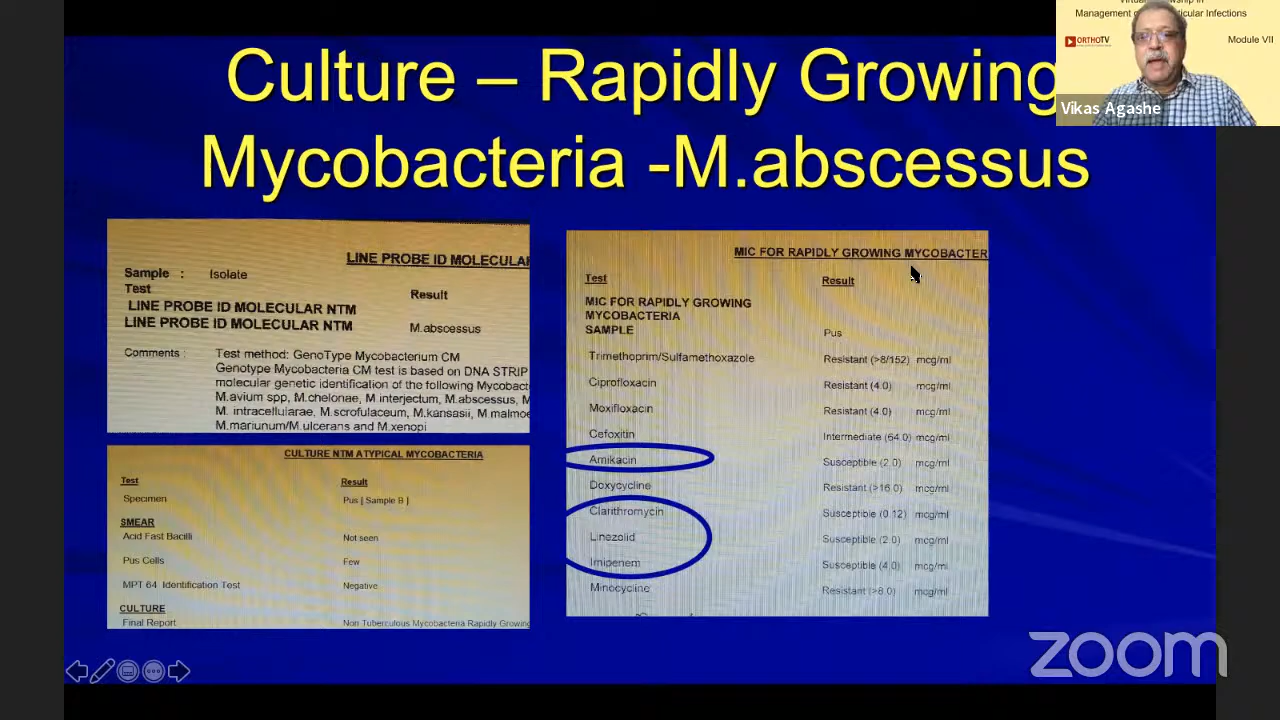 Culture – Rapidly Growing
Mycobacteria -M.abscessus
Management
cular Infections
ORTHOTV
Module VII
Vikas Agashe
LINE PROBE ID MOLECULA
Sample : Isolate
Test Result
LINE PROBE ID MOLECULAR NTM
LINE PROBE ID MOLECULAR NTM M.abscessus
Comments : Test method: GenoType Mycobacterium CM
Genotype Mycobacteria CM test is based on DNA STRIP
molecular genetic identification of the following Mycobact
M.avium spp, M.chelonae, M interjectum, M.abscessus, M
M. intracellularae, M.scrofulaceum, M.kansasii, M malmoe
M.mariunum/M.ulcerans and M.xenopi
CULTURE NTM ATYPICAL MYCOBACTERIA
Test Result
Specimen Pus [ Sample B ]
SMEAR
Acid Fast Bacilli Not seen
Pus Cells Few
MPT 64 Identification Test Negative
CULTURE
Final Report Non Tuberculous Mycobacteria Rapidly Growing
MIC FOR RAPIDLY GROWING MYCOBACTER
Test Result
MIC FOR RAPIDLY GROWING
MYCOBACTERIA
SAMPLE Pus
Trimethoprim/Sulfamethoxazole Resistant (>8/152) mcg/ml
Ciprofloxacin Resistant (4.0) mcg/ml
Moxifloxacin Resistant (4.0) mcg/ml
Cefoxitin Intermediate (64.0) mcg/ml
Amikacin Susceptible (2.0) mcg/ml
Doxycycline Resistant (>16.0) mcg/ml
Clarithromycin Susceptible (0.12) mcg/ml
Linezolid Susceptible (2.0) mcg/ml
Imipenem Susceptible (4.0) mcg/ml
Minocycline Resistant (>8.0) mcg/ml
zoom